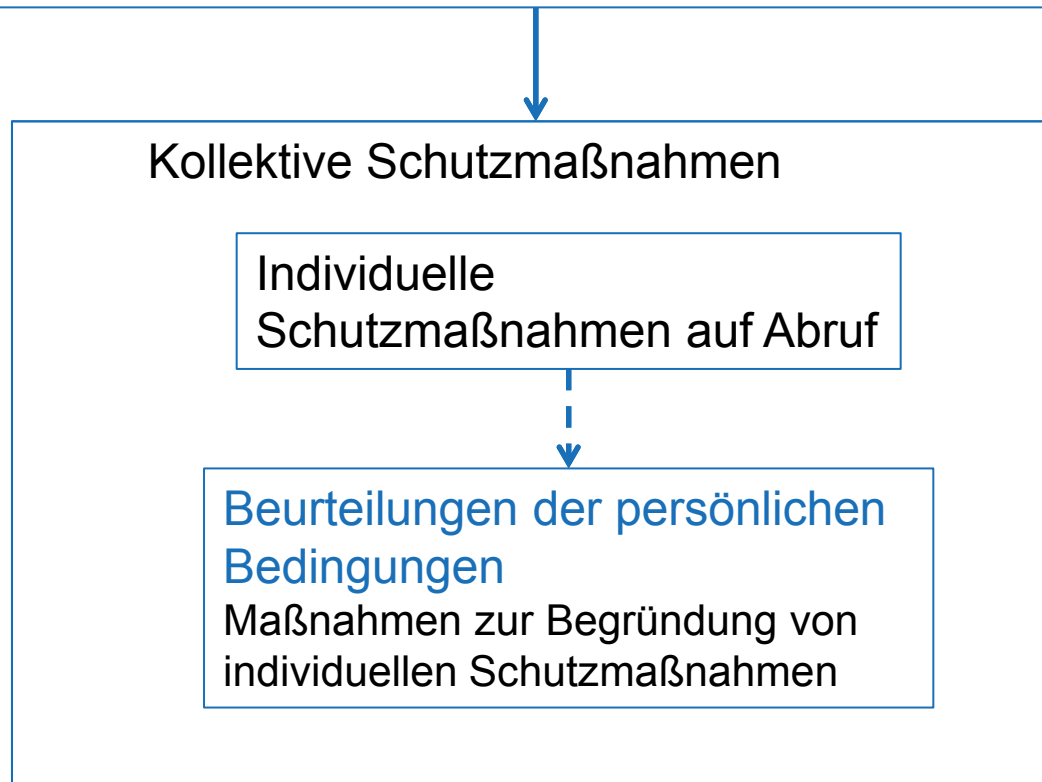 Kollektive Schutzmaßnahmen
Individuelle
Schutzmaßnahmen auf Abruf
Beurteilungen der persönlichen
Bedingungen
Maßnahmen zur Begründung von
individuellen Schutzmaßnahmen